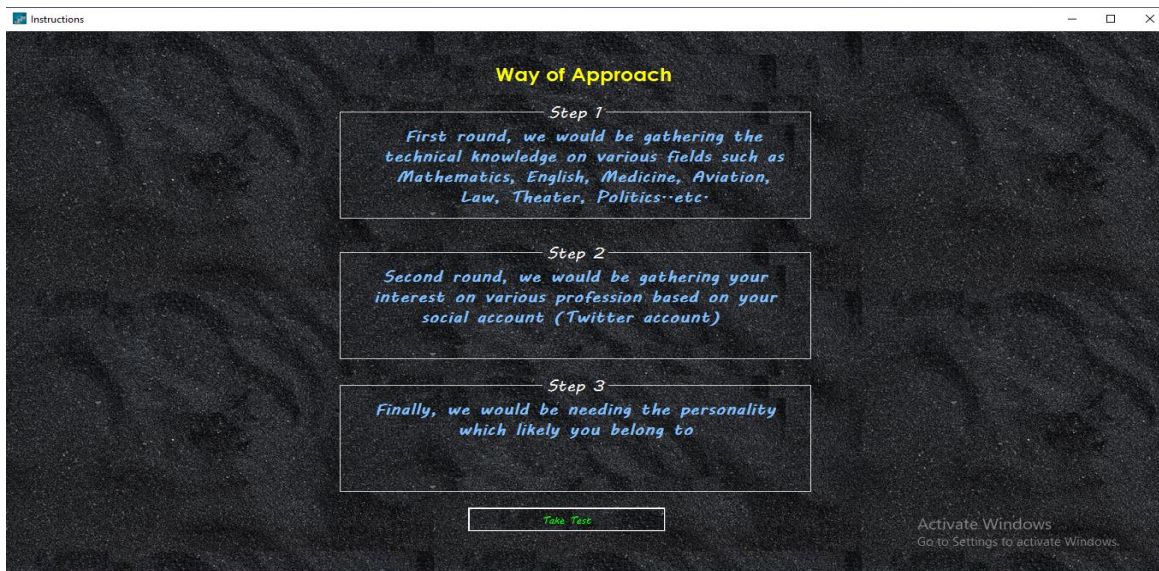 Instructions
Way of Approach
Step 1
First round, we would be gathering the
technical knowledge on various fields such as
Mathematics, English, Medicine, Aviation,
Law, Theater, Politics..etc.
Step 2
Second round, we would be gathering your
interest on various profession based on your
social account (Twitter account)
Step 3
Finally, we would be needing the personality
which likely you belong to
Take Test
Activate Windows
Go to Settings to activate Windows.